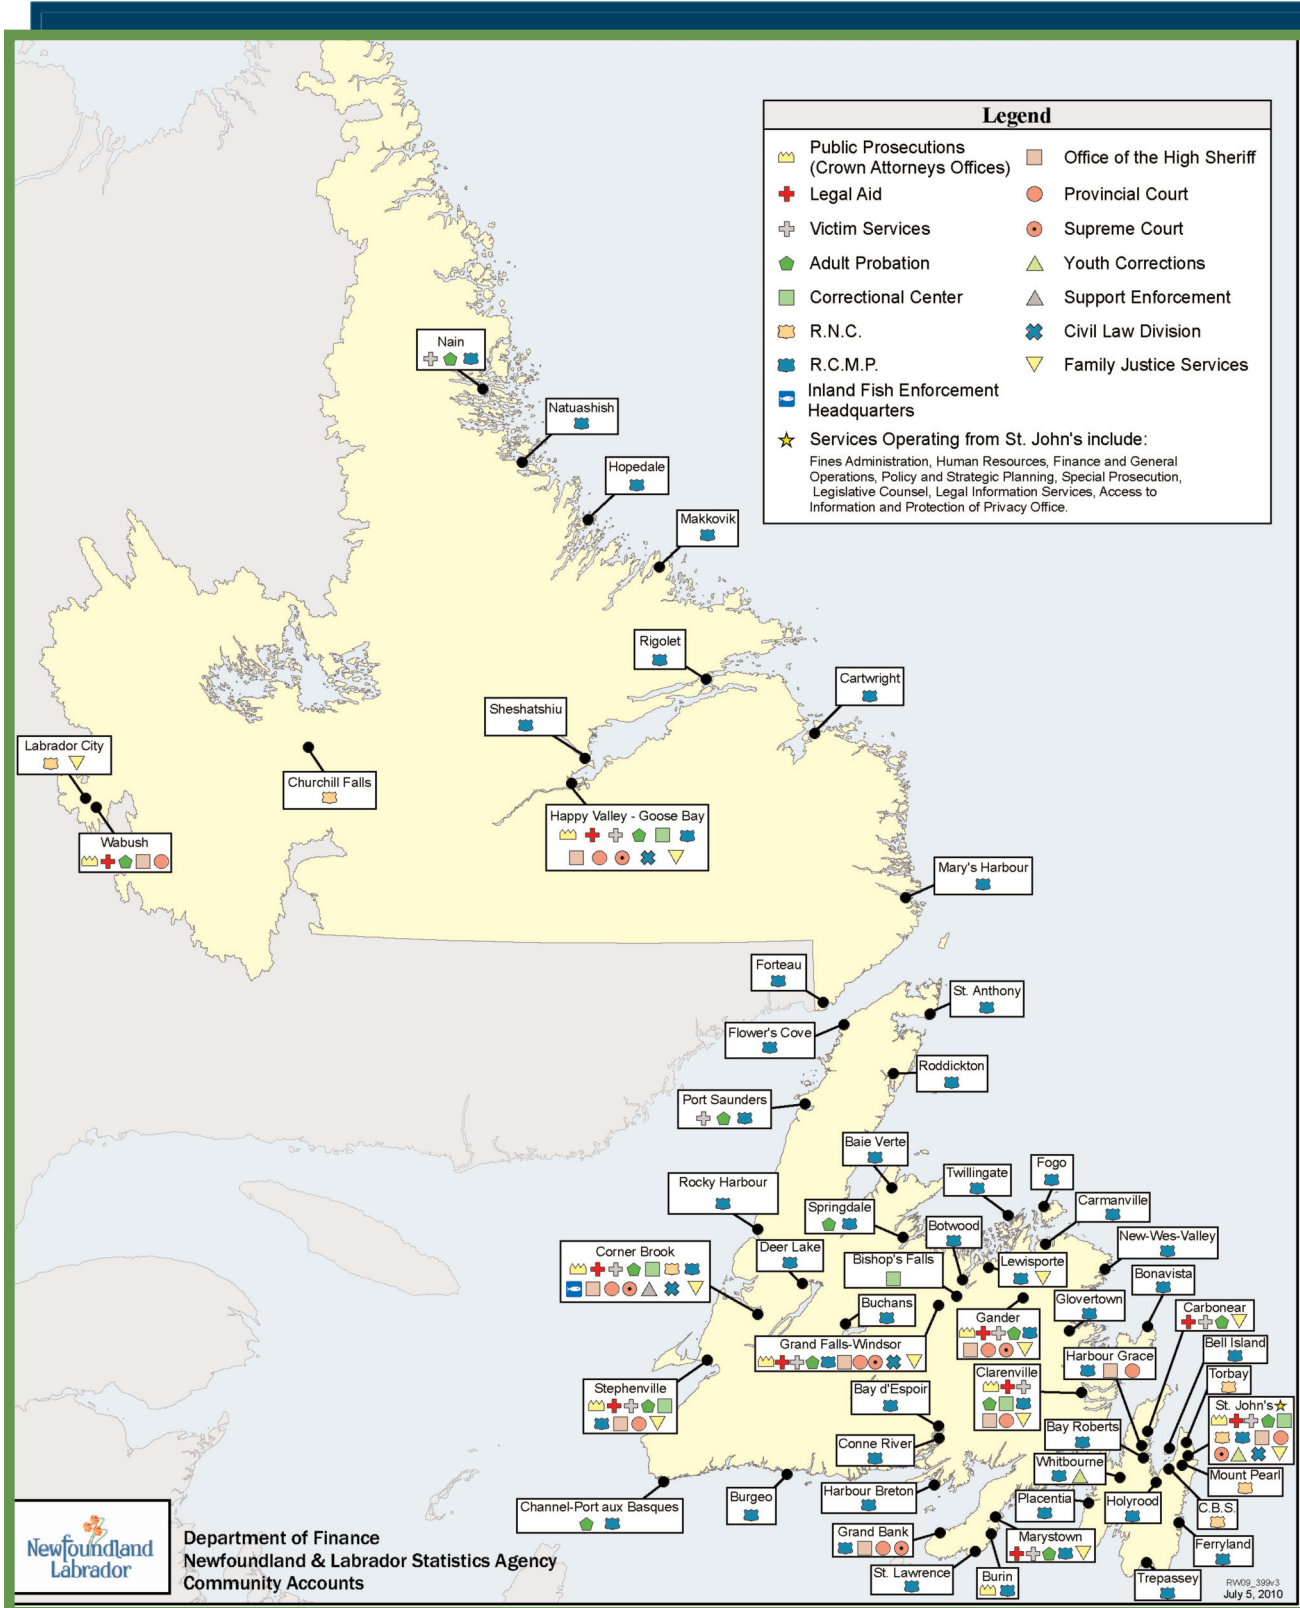 Legend
Public Prosecutions
(Crown Attorneys Offices)
Legal Aid
Victim Services
Adult Probation
Correctional Center
R.N.C.
R.C.M.P.
Inland Fish Enforcement
Headquarters
Office of the High Sheriff
Provincial Court
Supreme Court
Youth Corrections
Support Enforcement
Civil Law Division
Family Justice Services
Services Operating from St. John's include:
Fines Administration, Human Resources, Finance and General
Operations, Policy and Strategic Planning, Special Prosecution,
Legislative Counsel, Legal Information Services, Access to
Information and Protection of Privacy Office.
Nain
Natuashish
Hopedale
Makkovik
Rigolet
Cartwright
Sheshatshiu
Labrador City
Churchill Falls
Happy Valley - Goose Bay
Wabush
Mary's Harbour
Forteau
St. Anthony
Flower's Cove
Roddickton
Port Saunders
Baie Verte
Twillingate
Fogo
Rocky Harbour
Springdale
Botwood
Carmanville
New-Wes-Valley
Corner Brook
Deer Lake
Bishop's Falls
Lewisporte
Bonavista
Buchans
Glovertown
Carbonear
Gander
Grand Falls-Windsor
Bell Island
Harbour Grace
Torbay
Stephenville
Bay d'Espoir
Clarenville
St. John's
Bay Roberts
Conne River
Whitbourne
Mount Pearl
Channel-Port aux Basques
Burgeo
Harbour Breton
Placentia
Holyrood
C.B.S.
Grand Bank
Marystown
Ferryland
St. Lawrence
Burin
Trepassey
Newfoundland
Labrador
Department of Finance
Newfoundland & Labrador Statistics Agency
Community Accounts
RW09_399v3
July 5, 2010